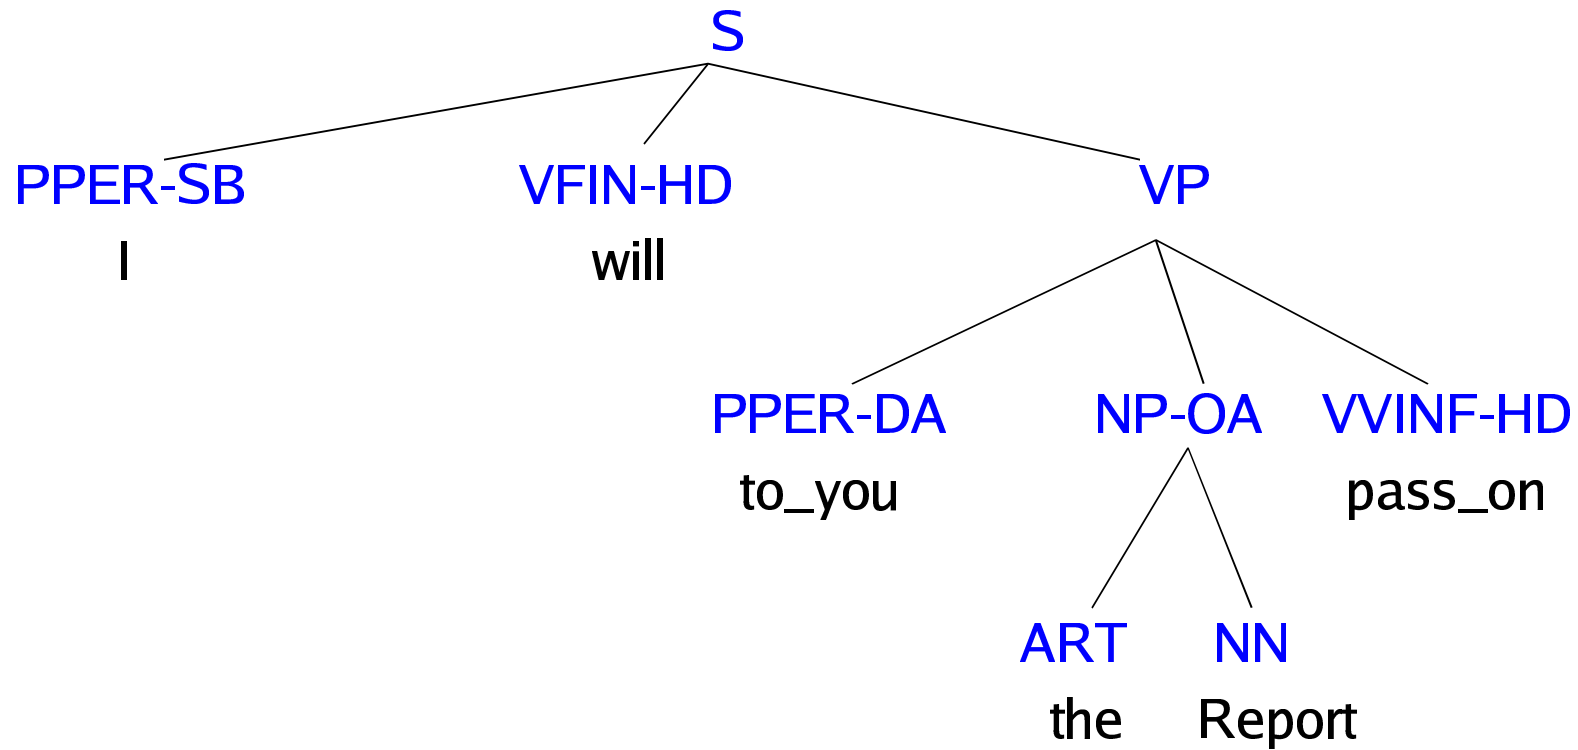 S
PPER-SB VFIN-HD VP
I will
PPER-DA NP-OA VVINF-HD
to_you pass_on
ART NN
the Report